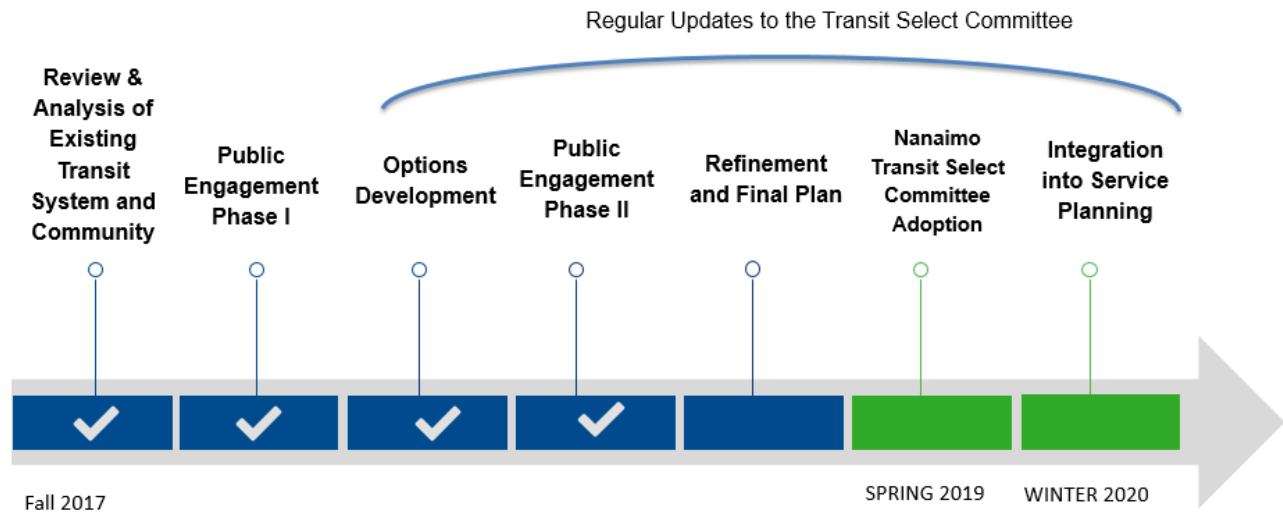 Regular Updates to the Transit Select Committee
Review &
Analysis of
Existing
Transit
System and
Community
Public
Engagement
Phase I
Options
Development
Public
Engagement
Phase II
Refinement
and Final Plan
Nanaimo
Transit Select
Committee
Adoption
Integration
into Service
Planning
Fall 2017
SPRING 2019
WINTER 2020